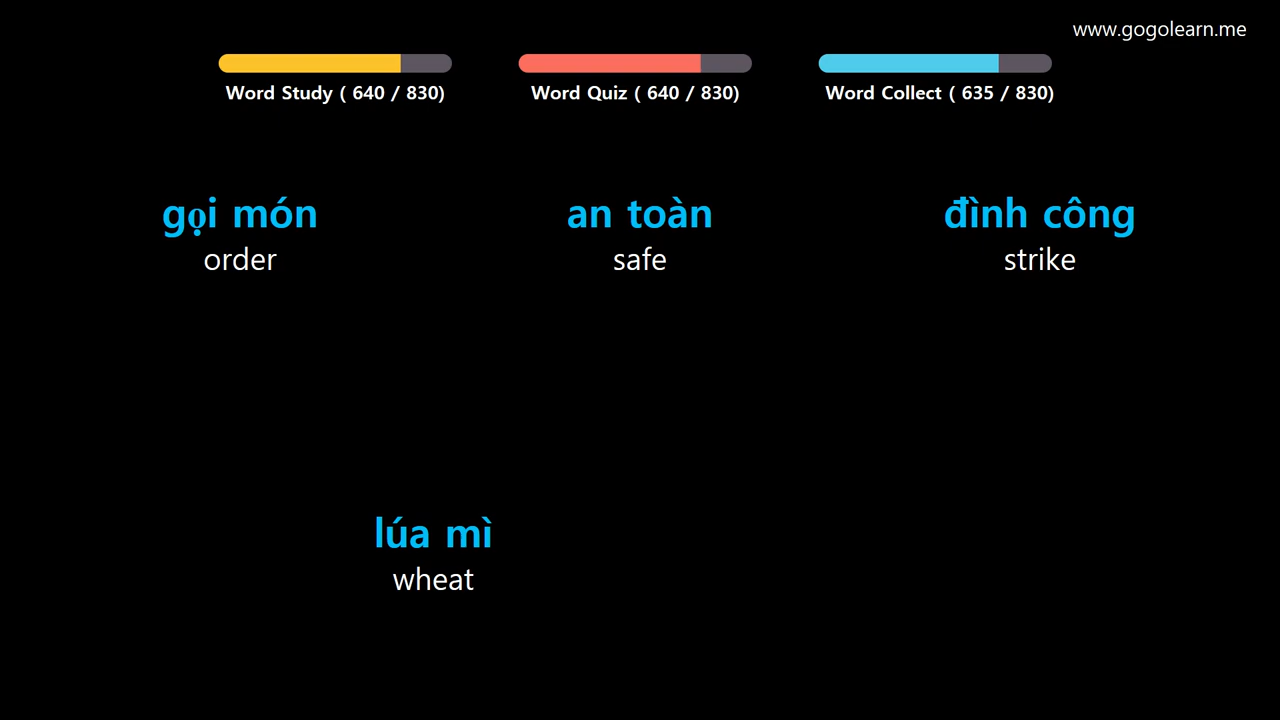 www.gogolearn.me
Word Study ( 640 / 830)
Word Quiz ( 640 / 830)
Word Collect ( 635 / 830)
gọi món
order
an toàn
safe
đình công
strike
lúa mì
wheat